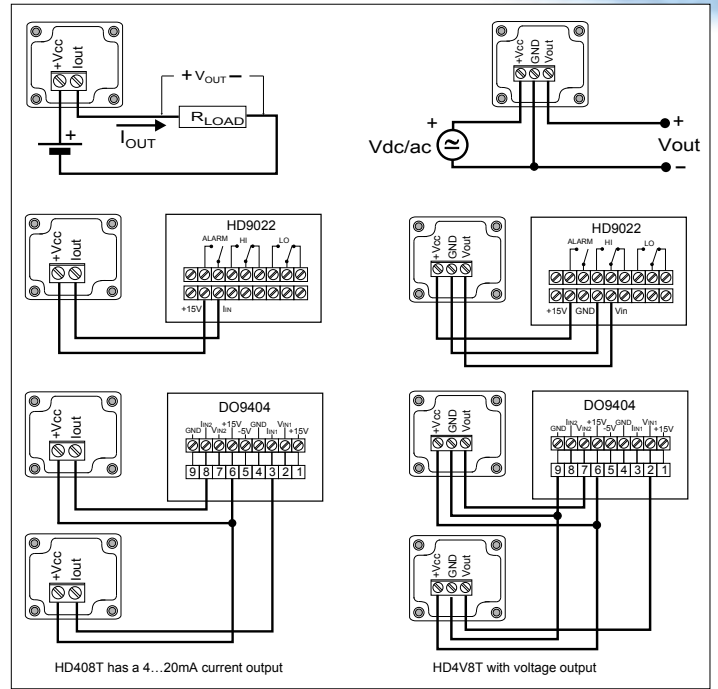 +Vcc Iout
+ VOUT −
RLOAD
IOUT
+
+Vcc GND Vout
+
Vdc/ac
+
Vout
−
+Vcc Iout
HD9022
ALARM HI LO
+15V IIN
+Vcc GND Vout
HD9022
ALARM HI LO
+15V GND Vin
+Vcc Iout
DO9404
GND IIN2 VIN2 +15V -5V GND IIN1 VIN1 +15V
9 8 7 6 5 4 3 2 1
+Vcc Iout
HD408T has a 4…20mA current output
+Vcc GND Vout
DO9404
GND IIN2 VIN2 +15V -5V GND IIN1 VIN1 +15V
9 8 7 6 5 4 3 2 1
+Vcc GND Vout
HD4V8T with voltage output